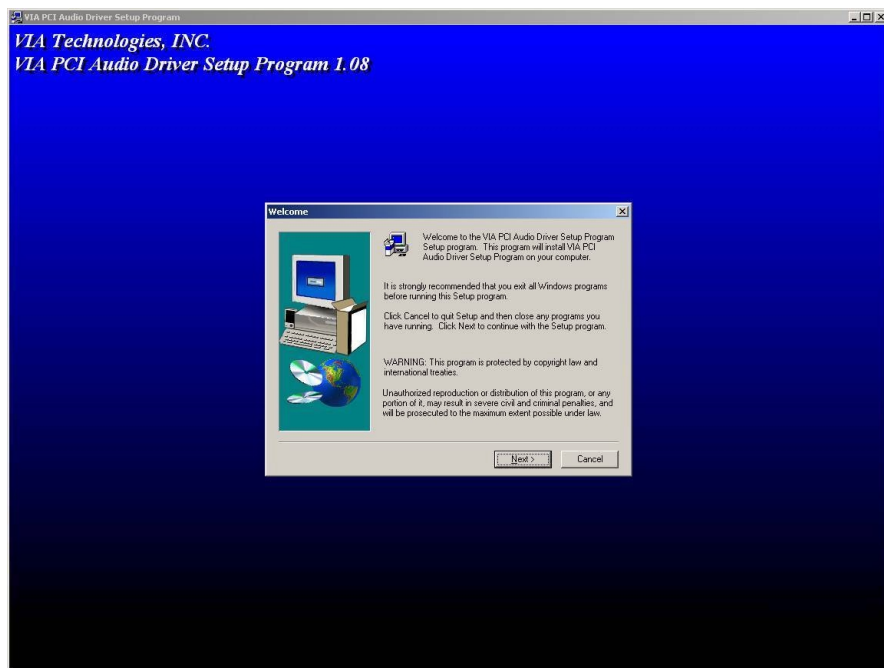 VIA PCI Audio Driver Setup Program
VIA Technologies, INC.
VIA PCI Audio Driver Setup Program 1.08
Welcome
Welcome to the VIA PCI Audio Driver Setup Program
Setup program. This program will install VIA PCI
Audio Driver Setup Program on your computer.
It is strongly recommended that you exit all Windows programs
before running this Setup program.
Click Cancel to quit Setup and then close any programs you
have running. Click Next to continue with the Setup program.
WARNING: This program is protected by copyright law and
international treaties.
Unauthorized reproduction or distribution of this program, or any
portion of it, may result in severe civil and criminal penalties, and
will be prosecuted to the maximum extent possible under law.
Next >
Cancel